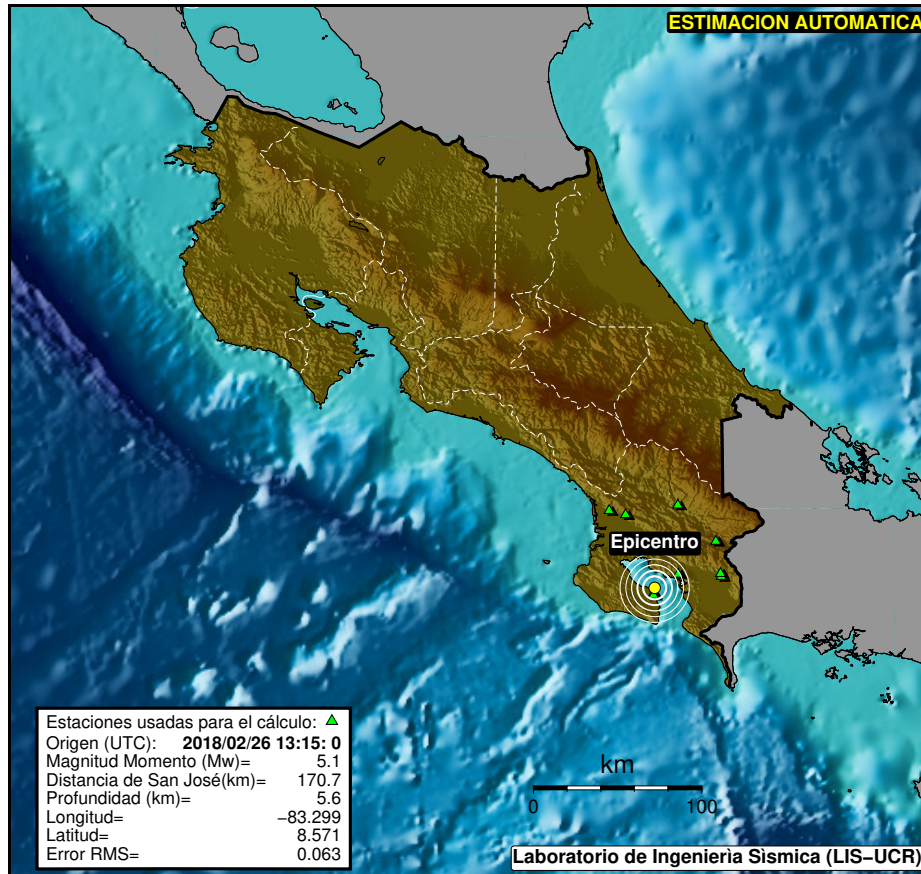 ESTIMACION AUTOMATICA
Epicentro
Estaciones usadas para el cálculo:
Origen (UTC): 2018/02/26 13:15: 0
Magnitud Momento (Mw)= 5.1
Distancia de San José(km)= 170.7
Profundidad (km)= 5.6
Longitud= −83.299
Latitud= 8.571
Error RMS= 0.063
km
0 100
Laboratorio de Ingenierìa Sìsmica (LIS−UCR)